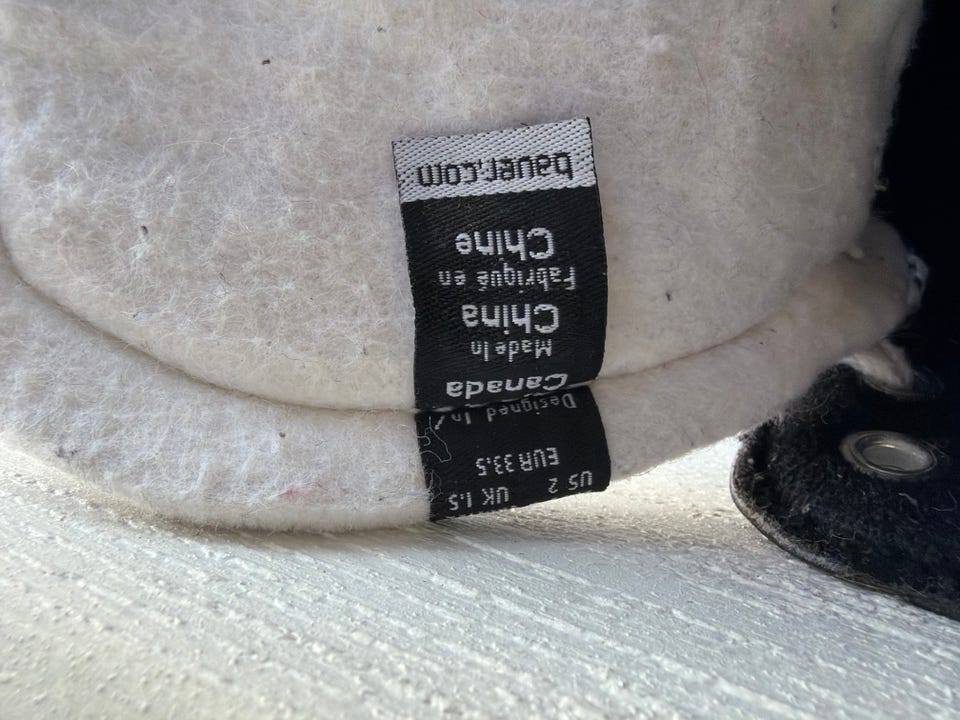 US 2 UK 1.5
EUR 33.5
Designed In/
Canada
Made In
China
Fabriqué en
Chine
bauer.com